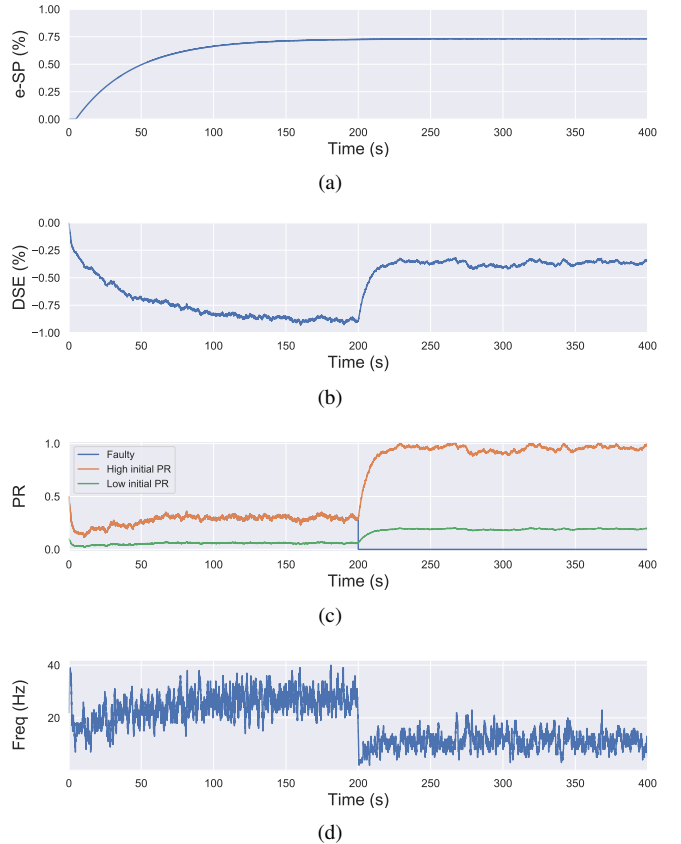 1.00
0.75
0.50
0.25
0.00
e-SP (%)
0 50 100 150 200 250 300 350 400
Time (s)
(a)
0.00
−0.25
−0.50
−0.75
−1.00
DSE (%)
0 50 100 150 200 250 300 350 400
Time (s)
(b)
1.0
0.5
0.0
PR
Faulty
High initial PR
Low initial PR
0 50 100 150 200 250 300 350 400
Time (s)
(c)
40
20
Freq (Hz)
0 50 100 150 200 250 300 350 400
Time (s)
(d)